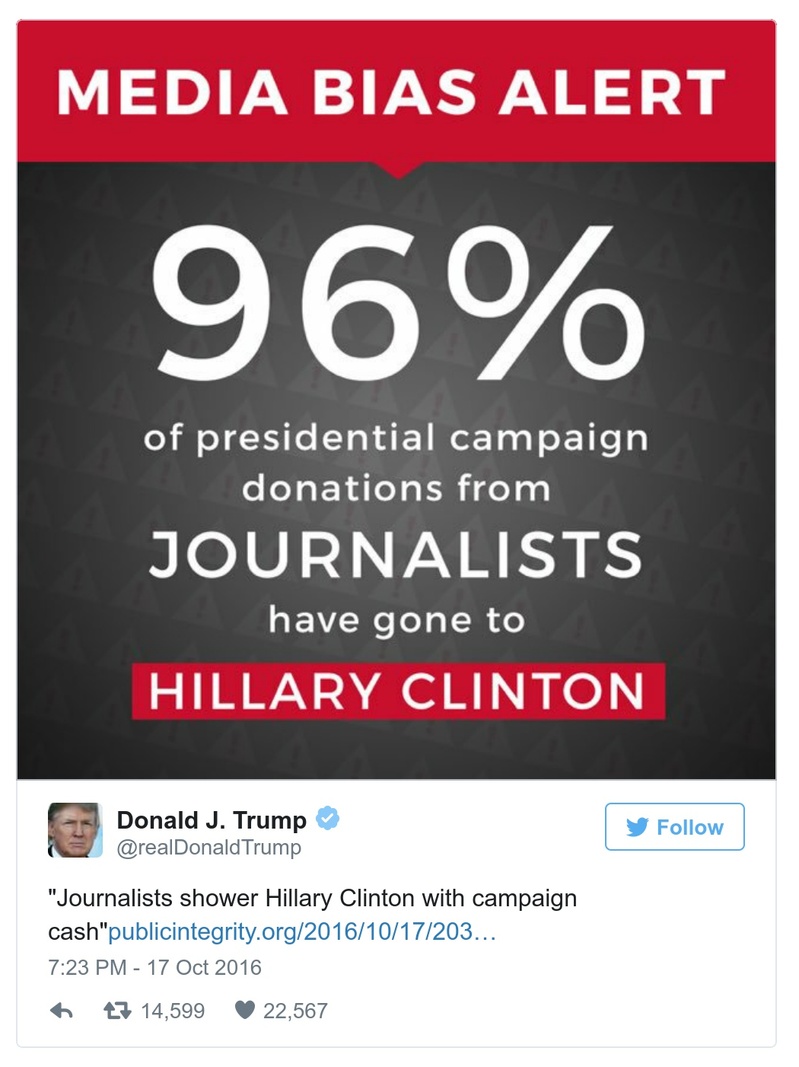 MEDIA BIAS ALERT
96%
of presidential campaign
donations from
JOURNALISTS
have gone to
HILLARY CLINTON
Donald J. Trump
@realDonaldTrump
Follow
"Journalists shower Hillary Clinton with campaign
cash"publicintegrity.org/2016/10/17/203…
7:23 PM - 17 Oct 2016
14,599 22,567